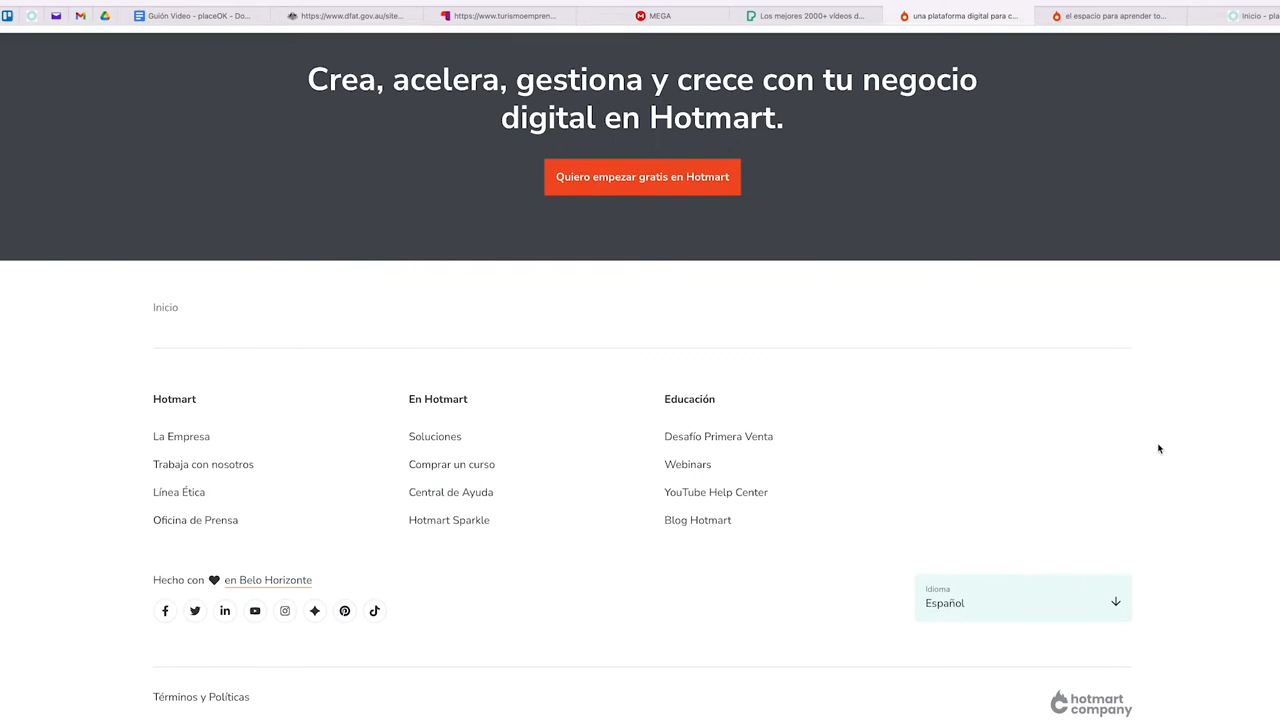 Guión Video - placeOK - Do...
https://www.dfat.gov.au/site...
https://www.turismoempren...
MEGA
Los mejores 2000+ vídeos d...
una plataforma digital para c...
el espacio para aprender to...
Inicio - pla
Crea, acelera, gestiona y crece con tu negocio
digital en Hotmart.
Quiero empezar gratis en Hotmart
Inicio
Hotmart
La Empresa
Trabaja con nosotros
Línea Ética
Oficina de Prensa
En Hotmart
Soluciones
Comprar un curso
Central de Ayuda
Hotmart Sparkle
Educación
Desafío Primera Venta
Webinars
YouTube Help Center
Blog Hotmart
Hecho con ♥ en Belo Horizonte
Idioma
Español
Términos y Políticas
hotmart
company